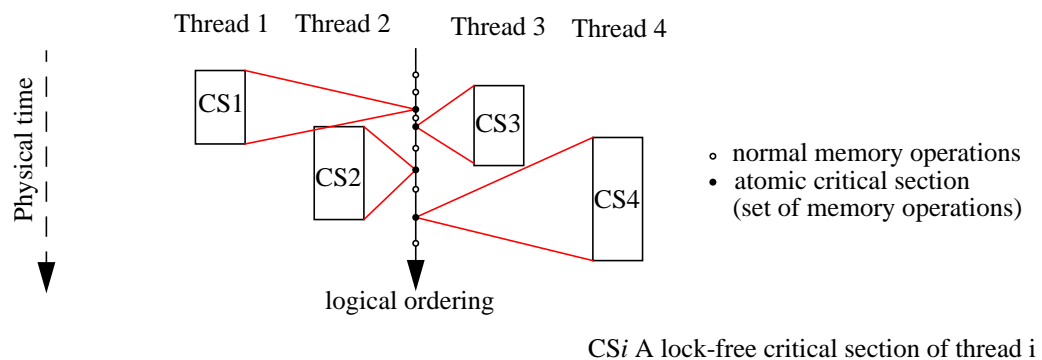 Thread 1
Thread 2
Thread 3
Thread 4
Physical time
CS1
CS3
CS2
CS4
normal memory operations
atomic critical section
(set of memory operations)
logical ordering
CSi A lock-free critical section of thread i